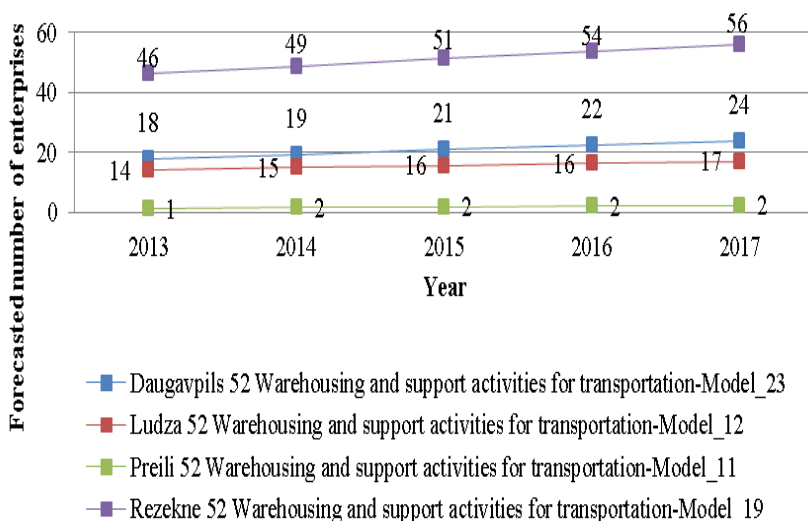 Forecasted number of enterprises
60
40
20
0
46 49 51 54 56
18 19 21 22 24
14 15 16 16 17
1 2 2 2 2
2013 2014 2015 2016 2017
Year
Daugavpils 52 Warehousing and support activities for transportation-Model_23
Ludza 52 Warehousing and support activities for transportation-Model_12
Preili 52 Warehousing and support activities for transportation-Model_11
Rezekne 52 Warehousing and support activities for transportation-Model_19